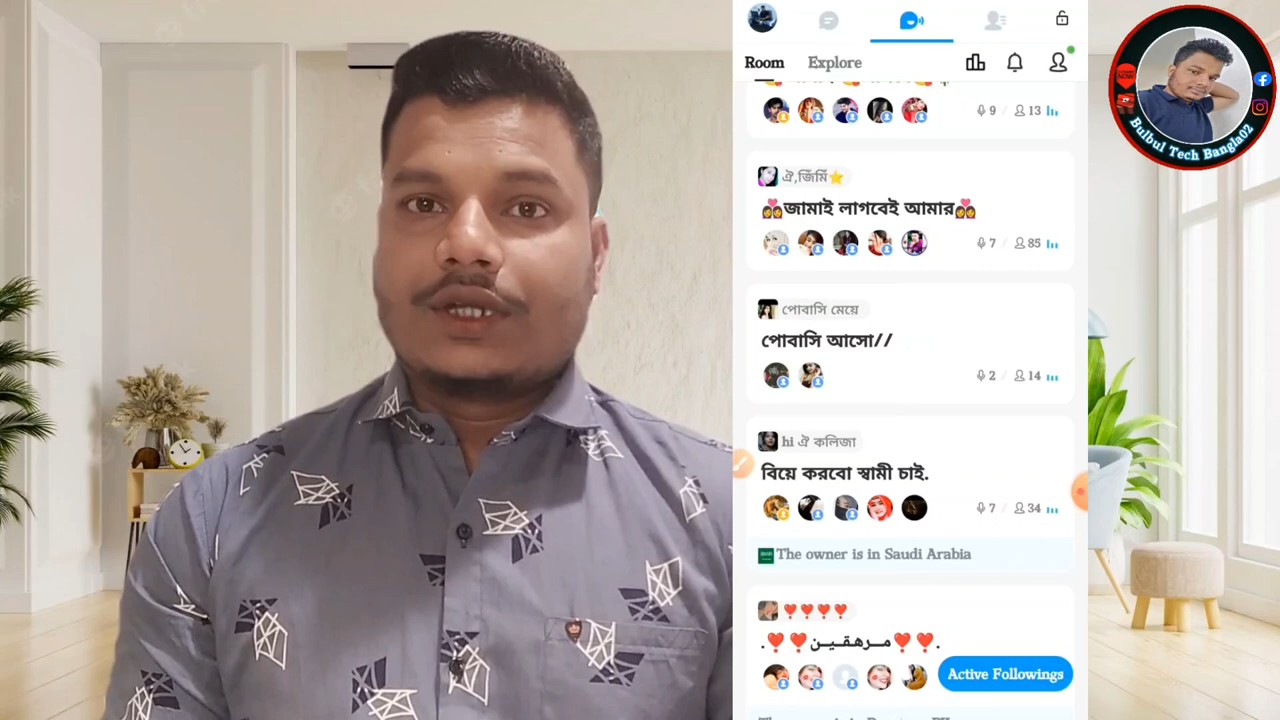 Room Explore
9 / 13
ঐ,জিঁর্মি⭐
👩‍❤️‍👨জামাই লাগবেই আমার👩‍❤️‍👨
7 / 85
পোবাসি মেয়ে
পোবাসি আসো//
2 / 14
hi ঐ কলিজা
বিয়ে করবো স্বামী চাই.
7 / 34
The owner is in Saudi Arabia
❤️❤️❤️❤️
.❤️❤️مـرهقـيـن❤️❤️.
Active Followings
Bulbul Tech Bangla02